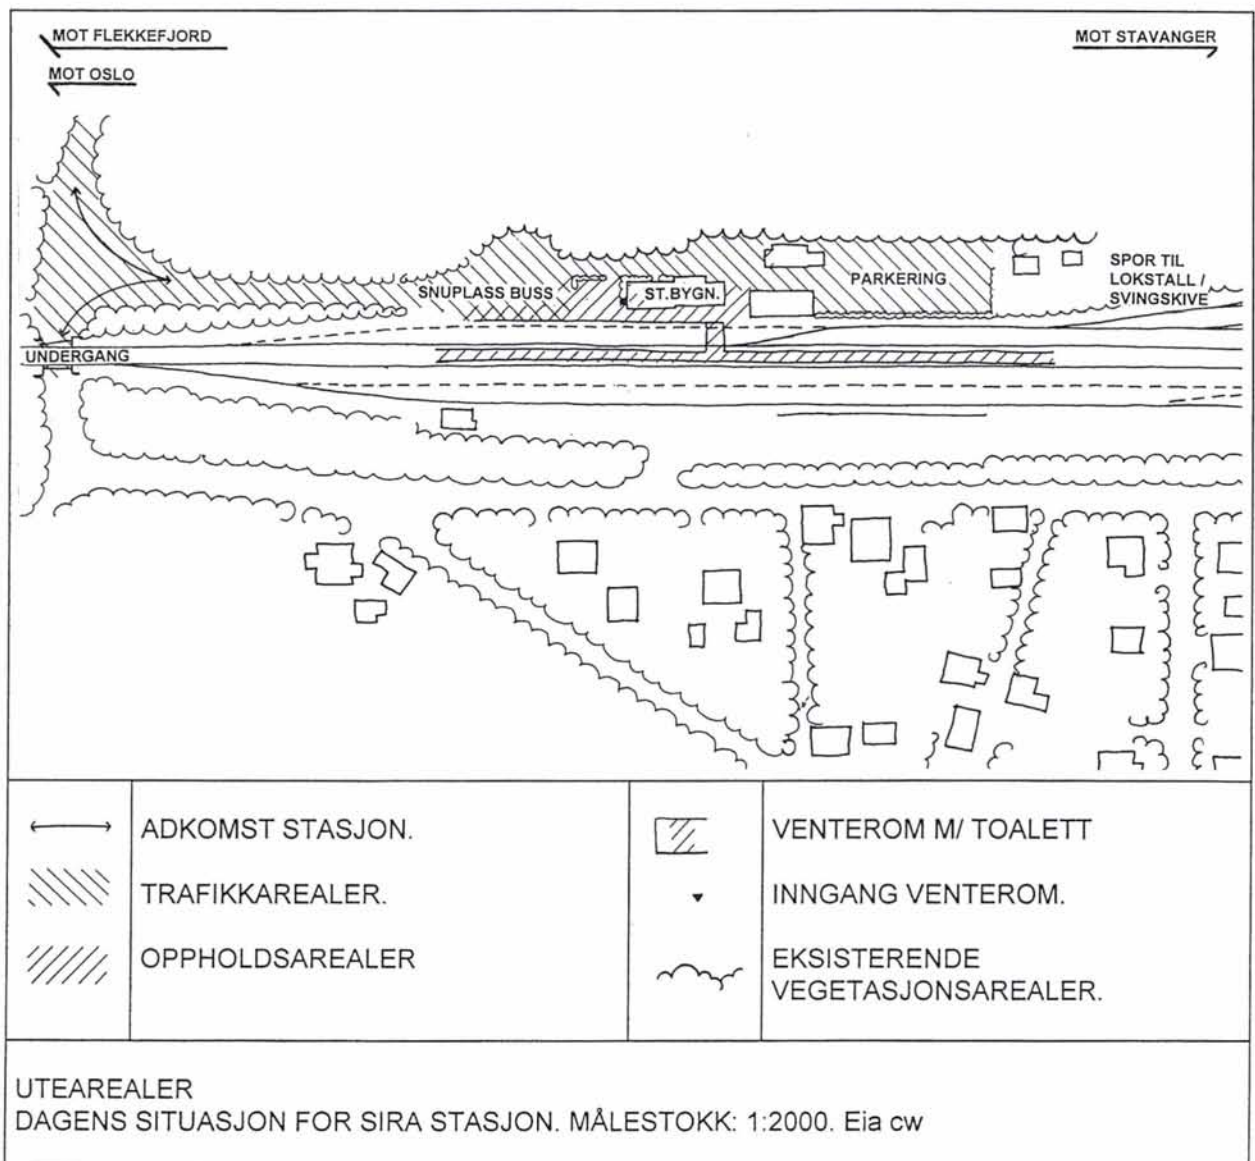 MOT FLEKKEFJORD
MOT STAVANGER
MOT OSLO
SPOR TIL
LOKSTALL /
SVINGSKIVE
PARKERING
SNUPLASS BUSS
ST.BYGN.
UNDERGANG
ADKOMST STASJON.
VENTEROM M/ TOALETT
TRAFIKKAREALER.
INNGANG VENTEROM.
OPPHOLDSAREALER
EKSISTERENDE
VEGETASJONSAREALER.
UTEAREALER
DAGENS SITUASJON FOR SIRA STASJON. MÅLESTOKK: 1:2000. Eia cw